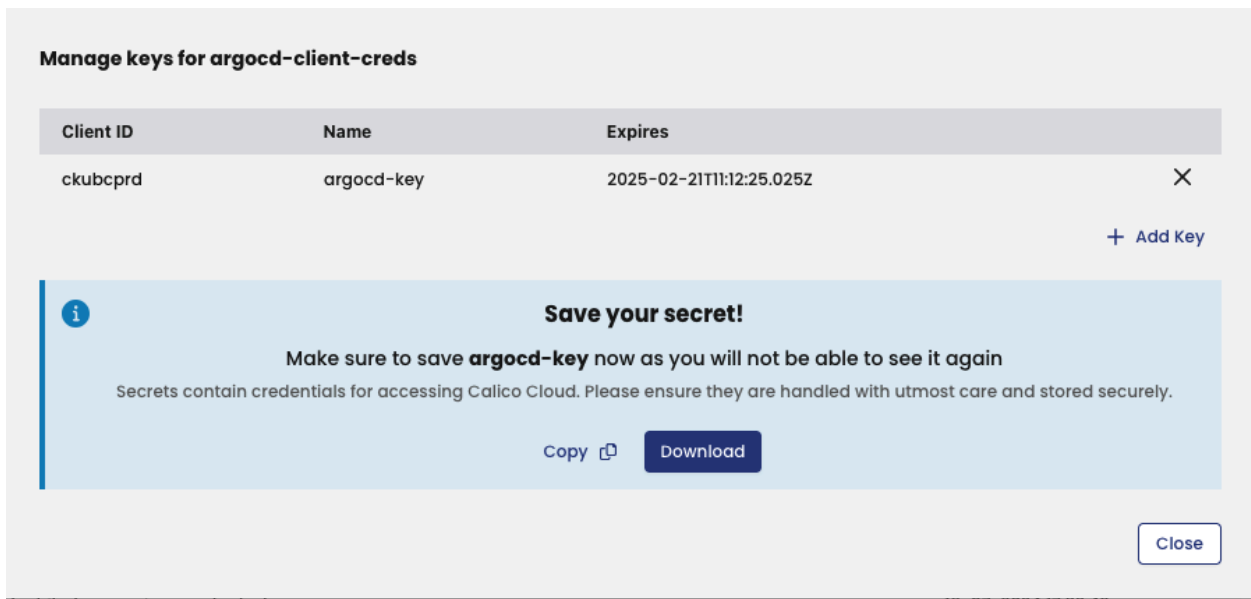 Manage keys for argocd-client-creds
Client ID Name Expires
ckubcprd argocd-key 2025-02-21T11:12:25.025Z
+ Add Key
Save your secret!
Make sure to save argocd-key now as you will not be able to see it again
Secrets contain credentials for accessing Calico Cloud. Please ensure they are handled with utmost care and stored securely.
Copy Download
Close